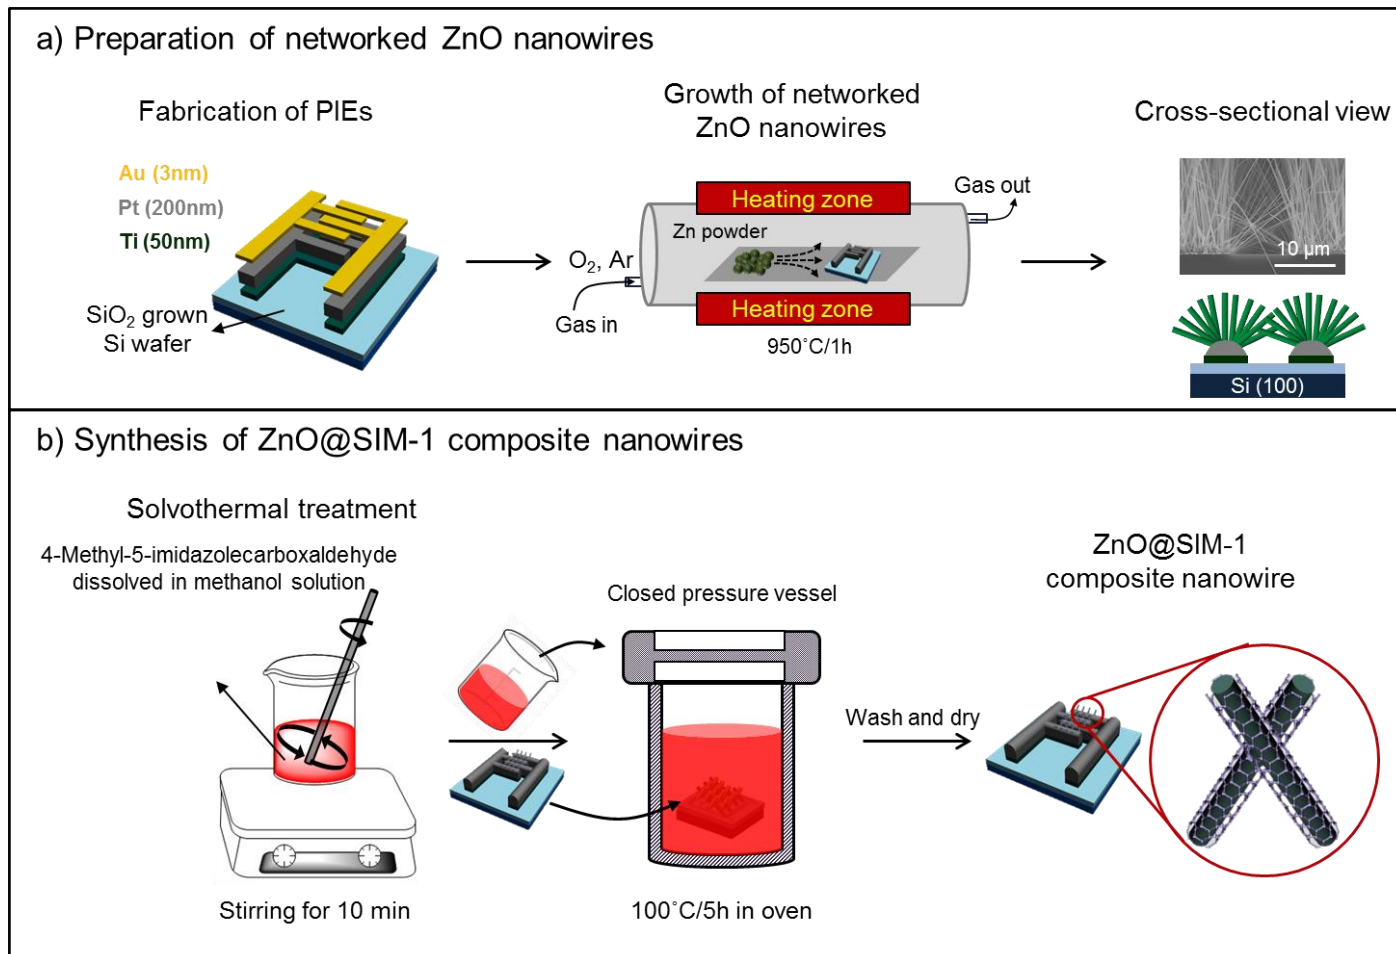 a) Preparation of networked ZnO nanowires
Fabrication of PIEs
Au (3nm)
Pt (200nm)
Ti (50nm)
SiO₂ grown
Si wafer
Growth of networked
ZnO nanowires
Heating zone
Gas out
Zn powder
O₂, Ar
Gas in
Heating zone
950˚C/1h
Cross-sectional view
10 µm
Si (100)
b) Synthesis of ZnO@SIM-1 composite nanowires
Solvothermal treatment
4-Methyl-5-imidazolecarboxaldehyde
dissolved in methanol solution
Stirring for 10 min
Closed pressure vessel
100˚C/5h in oven
Wash and dry
ZnO@SIM-1
composite nanowire